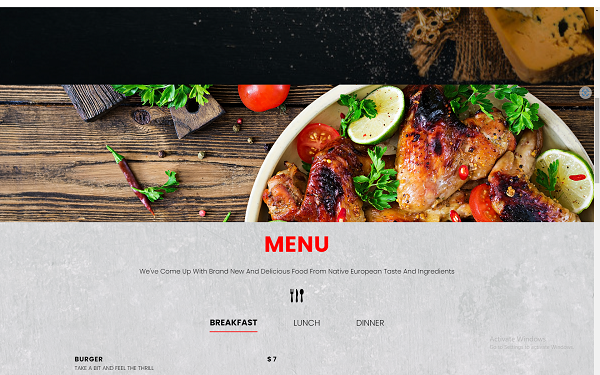 MENU
We've Come Up With Brand New And Delicious Food From Native European Taste And Ingredients
BREAKFAST LUNCH DINNER
Activate Windows
Go to Settings to activate Windows.
BURGER $ 7
TAKE A BIT AND FEEL THE THRILL